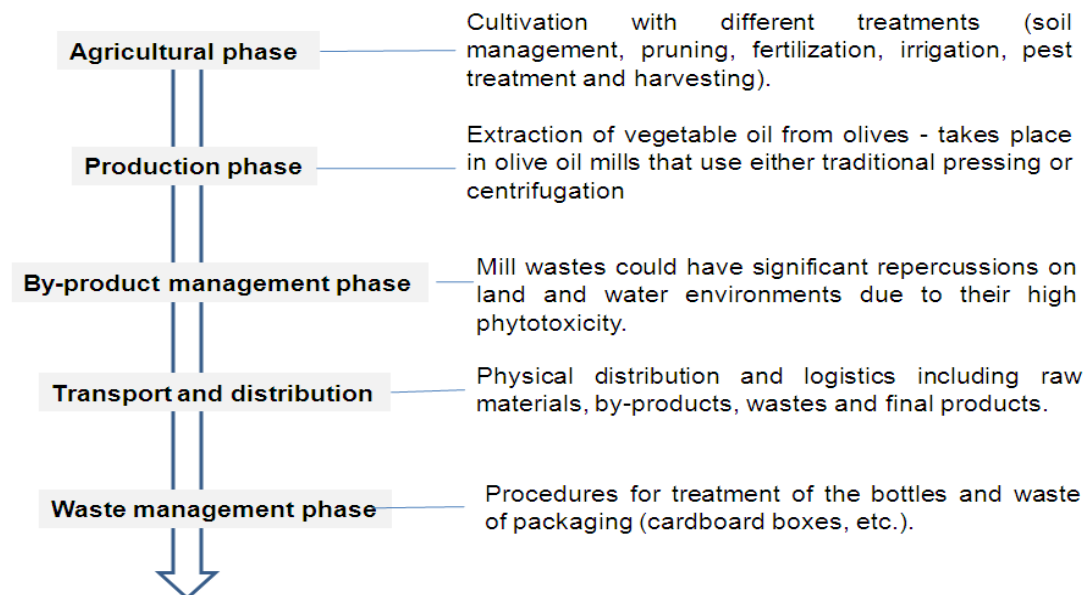 Agricultural phase
Cultivation with different treatments (soil
management, pruning, fertilization, irrigation, pest
treatment and harvesting).
Production phase
Extraction of vegetable oil from olives - takes place
in olive oil mills that use either traditional pressing or
centrifugation
By-product management phase
Mill wastes could have significant repercussions on
land and water environments due to their high
phytotoxicity.
Transport and distribution
Physical distribution and logistics including raw
materials, by-products, wastes and final products.
Waste management phase
Procedures for treatment of the bottles and waste
of packaging (cardboard boxes, etc.).